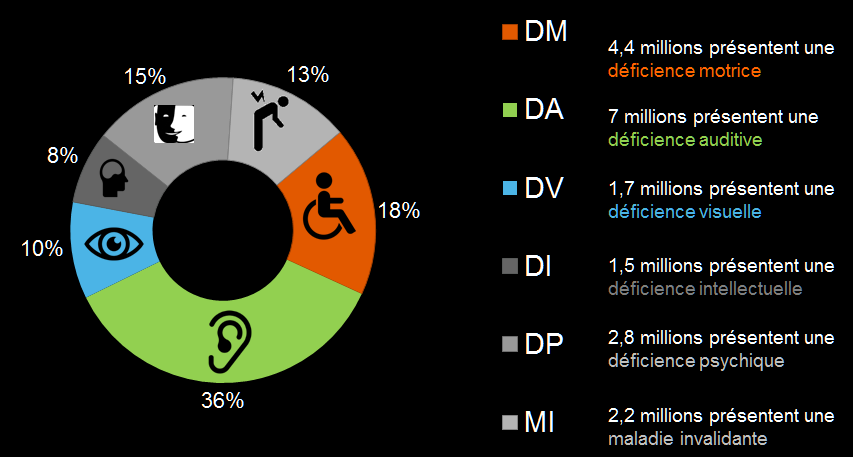 15%
13%
8%
18%
10%
36%
DM
4,4 millions présentent une
déficience motrice
DA
7 millions présentent une
déficience auditive
DV
1,7 millions présentent une
déficience visuelle
DI
1,5 millions présentent une
déficience intellectuelle
DP
2,8 millions présentent une
déficience psychique
MI
2,2 millions présentent une
maladie invalidante